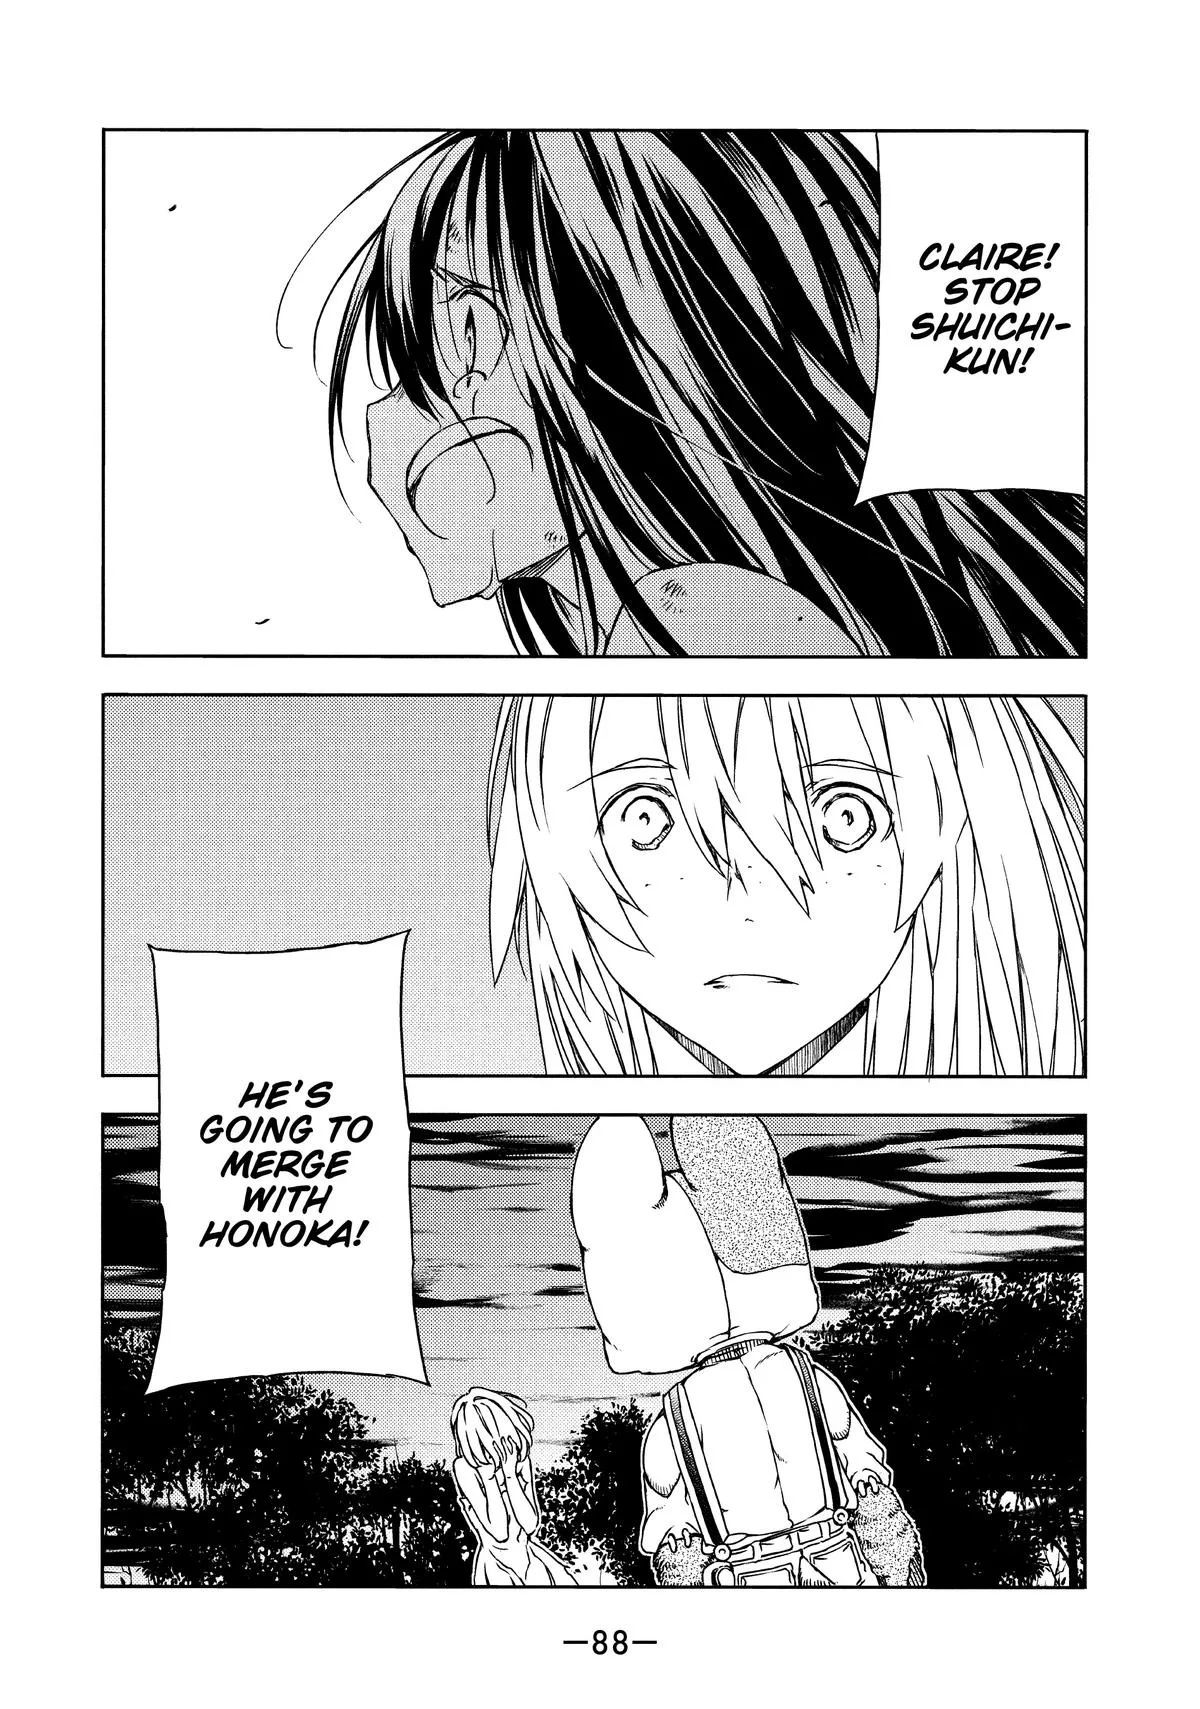 CLAIRE!
STOP
SHUICHI-
KUN!
HE'S
GOING TO
MERGE
WITH
HONOKA!
—88—